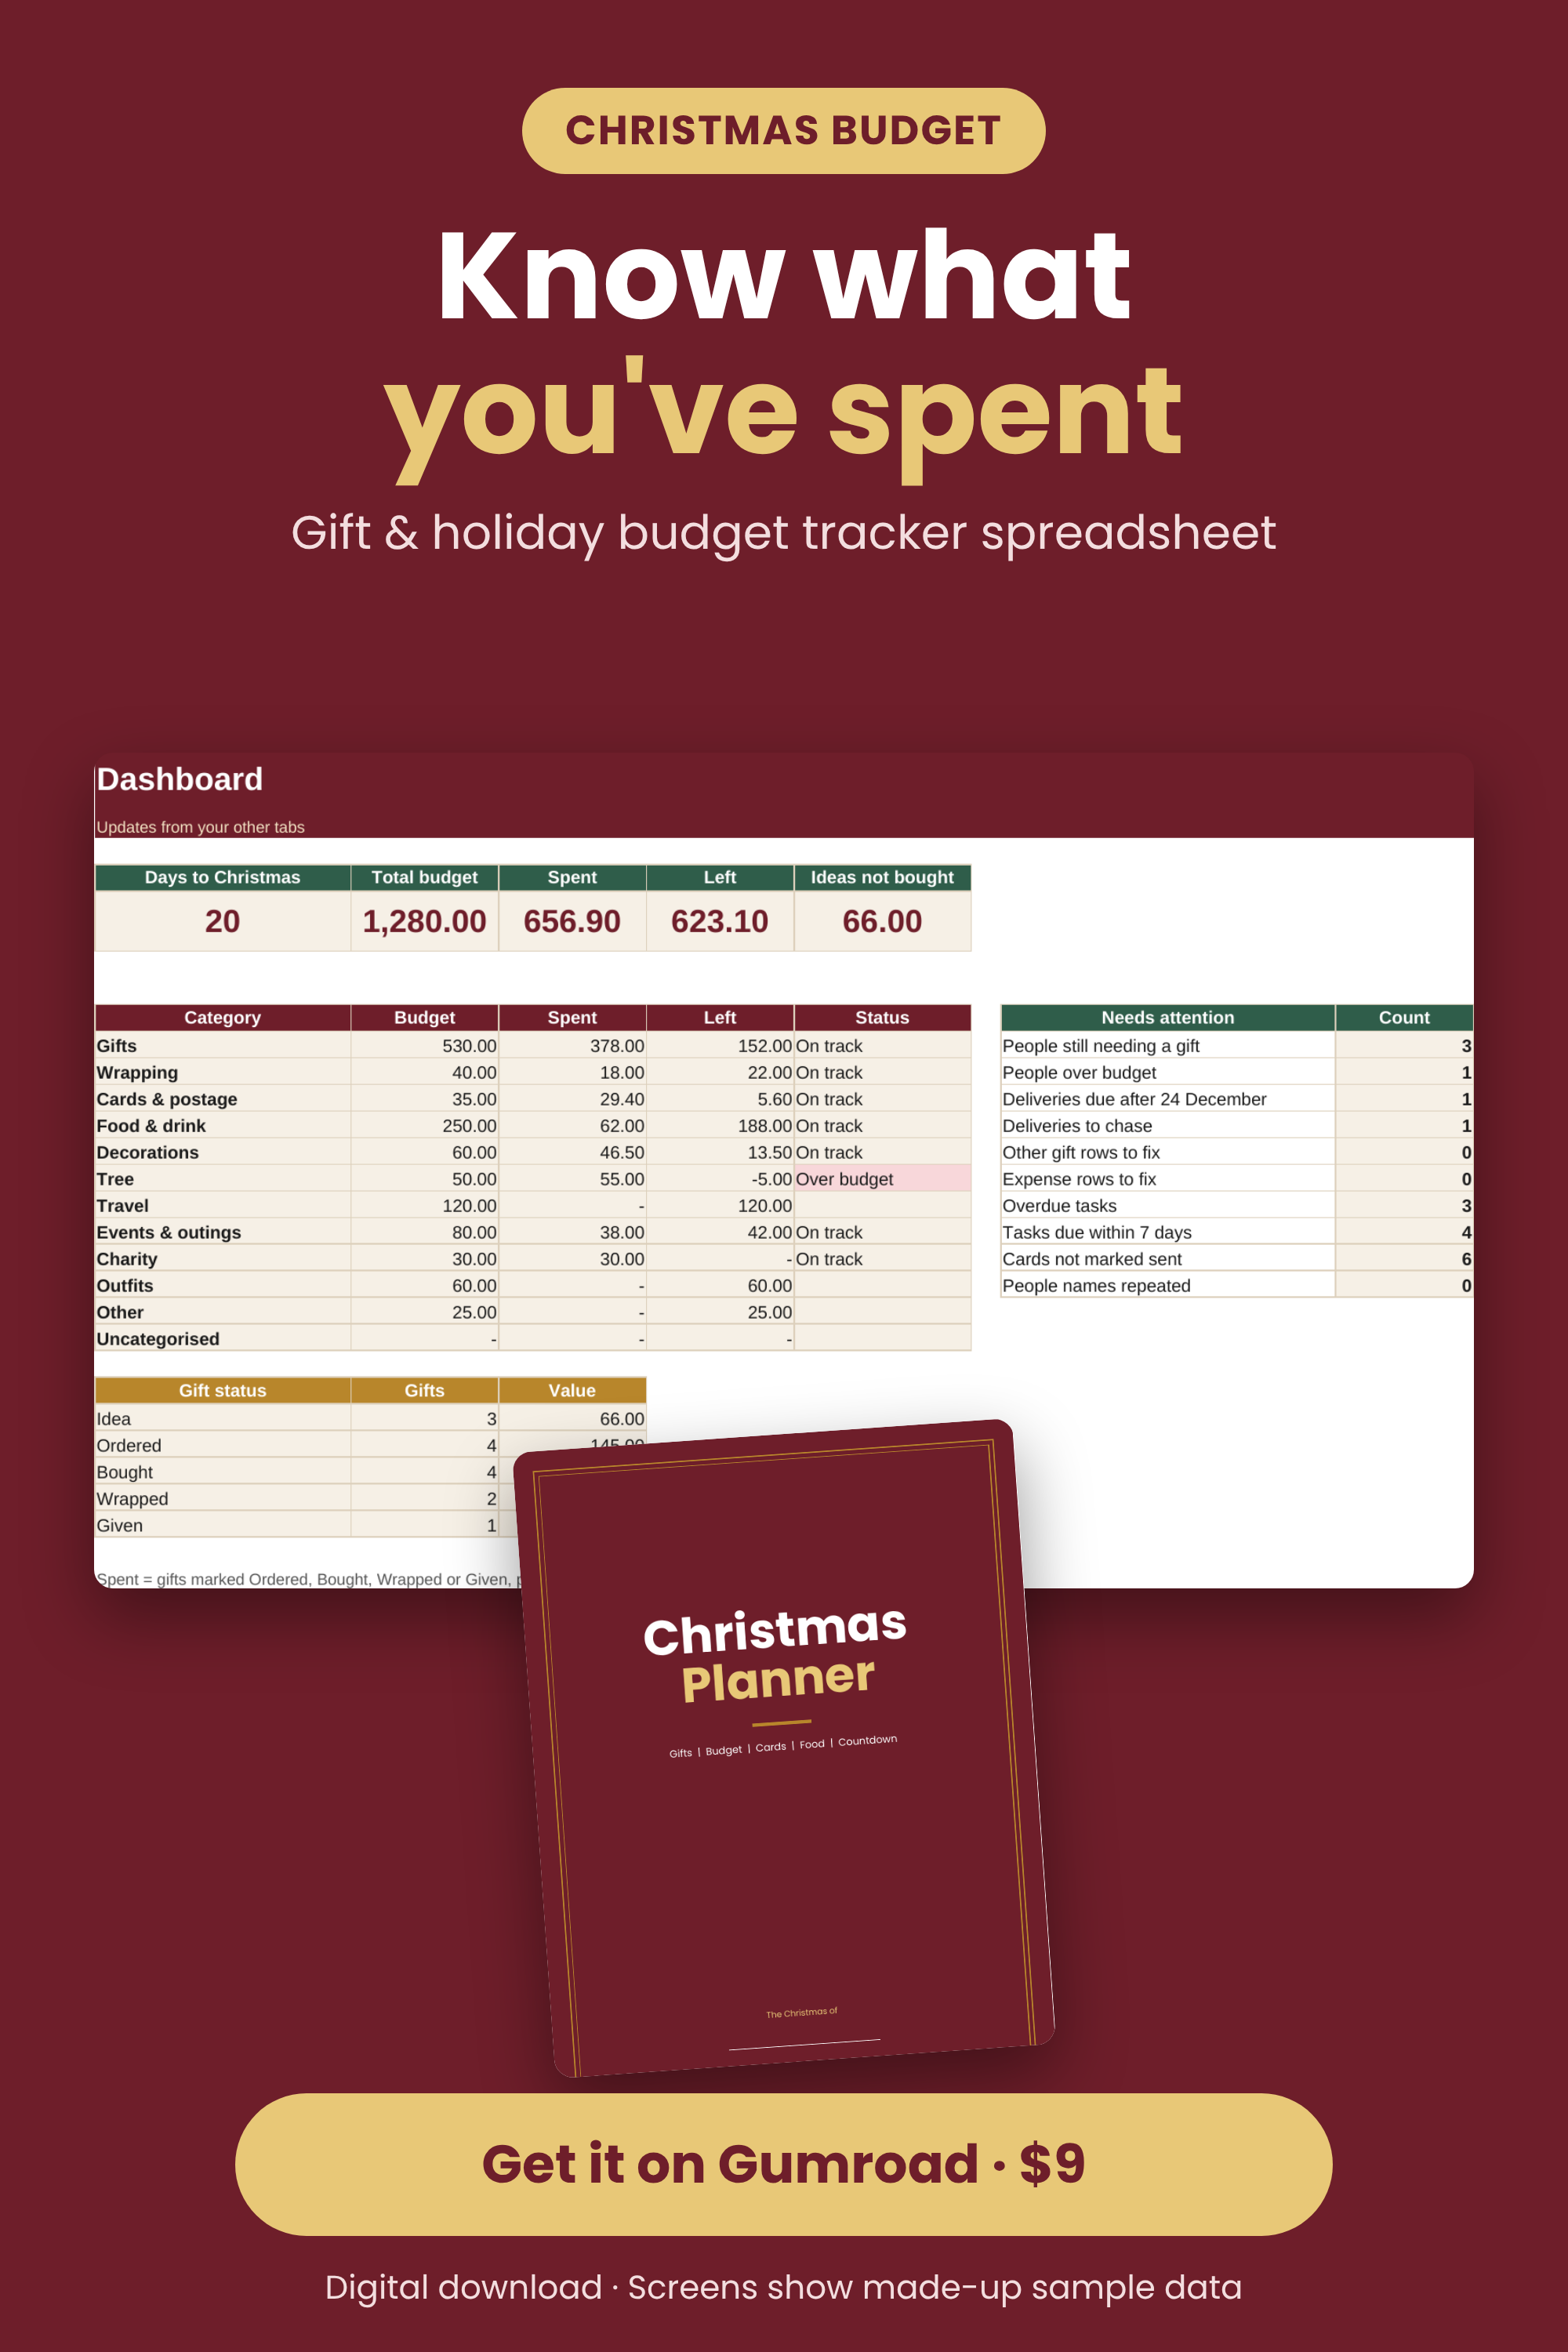 CHRISTMAS BUDGET
Know what
you've spent
Gift & holiday budget tracker spreadsheet
Dashboard
Updates from your other tabs
Days to Christmas Total budget Spent Left Ideas not bought
20 1,280.00 656.90 623.10 66.00
Category Budget Spent Left Status Needs attention Count
Gifts 530.00 378.00 152.00 On track People still needing a gift 3
Wrapping 40.00 18.00 22.00 On track People over budget 1
Cards & postage 35.00 29.40 5.60 On track Deliveries due after 24 December 1
Food & drink 250.00 62.00 188.00 On track Deliveries to chase 1
Decorations 60.00 46.50 13.50 On track Other gift rows to fix 0
Tree 50.00 55.00 -5.00 Over budget Expense rows to fix 0
Travel 120.00 - 120.00 Overdue tasks 3
Events & outings 80.00 38.00 42.00 On track Tasks due within 7 days 4
Charity 30.00 30.00 - On track Cards not marked sent 6
Outfits 60.00 - 60.00 People names repeated 0
Other 25.00 - 25.00
Uncategorised - - -
Gift status Gifts Value
Idea 3 66.00
Ordered 4 145.00
Bought 4
Wrapped 2
Given 1
Spent = gifts marked Ordered, Bought, Wrapped or Given,
Christmas
Planner
Gifts | Budget | Cards | Food | Countdown
The Christmas of
Get it on Gumroad · $9
Digital download · Screens show made-up sample data